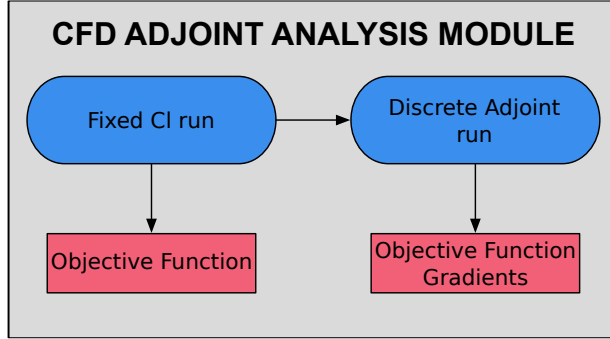 CFD ADJOINT ANALYSIS MODULE
Fixed Cl run
Discrete Adjoint
run
Objective Function
Objective Function
Gradients